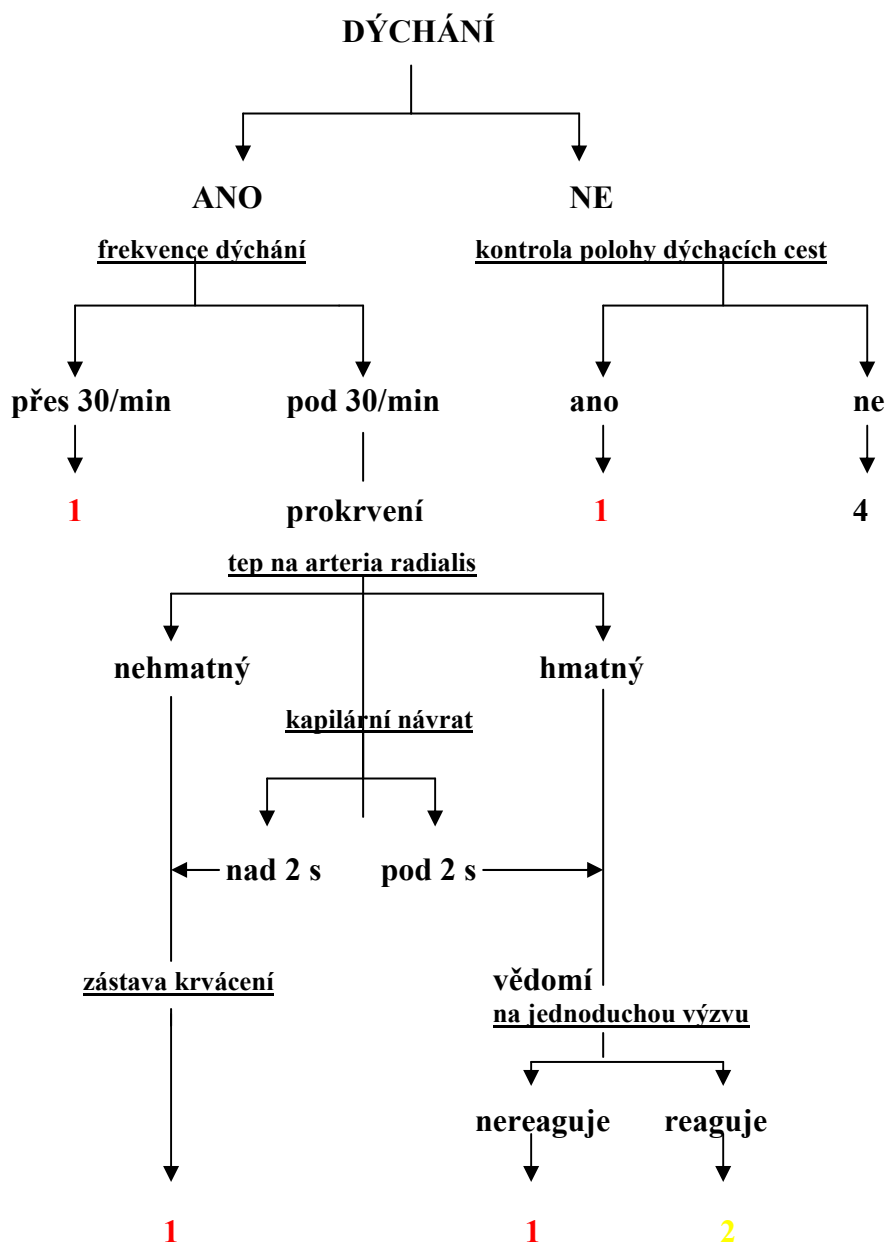 DÝCHÁNÍ
ANO NE
frekvence dýchání kontrola polohy dýchacích cest
přes 30/min pod 30/min ano ne
1 prokrvení 1 4
tep na arteria radialis
nehmatný hmatný
kapilární návrat
nad 2 s pod 2 s
zástava krvácení vědomí
na jednoduchou výzvu
nereaguje reaguje
1 1 2